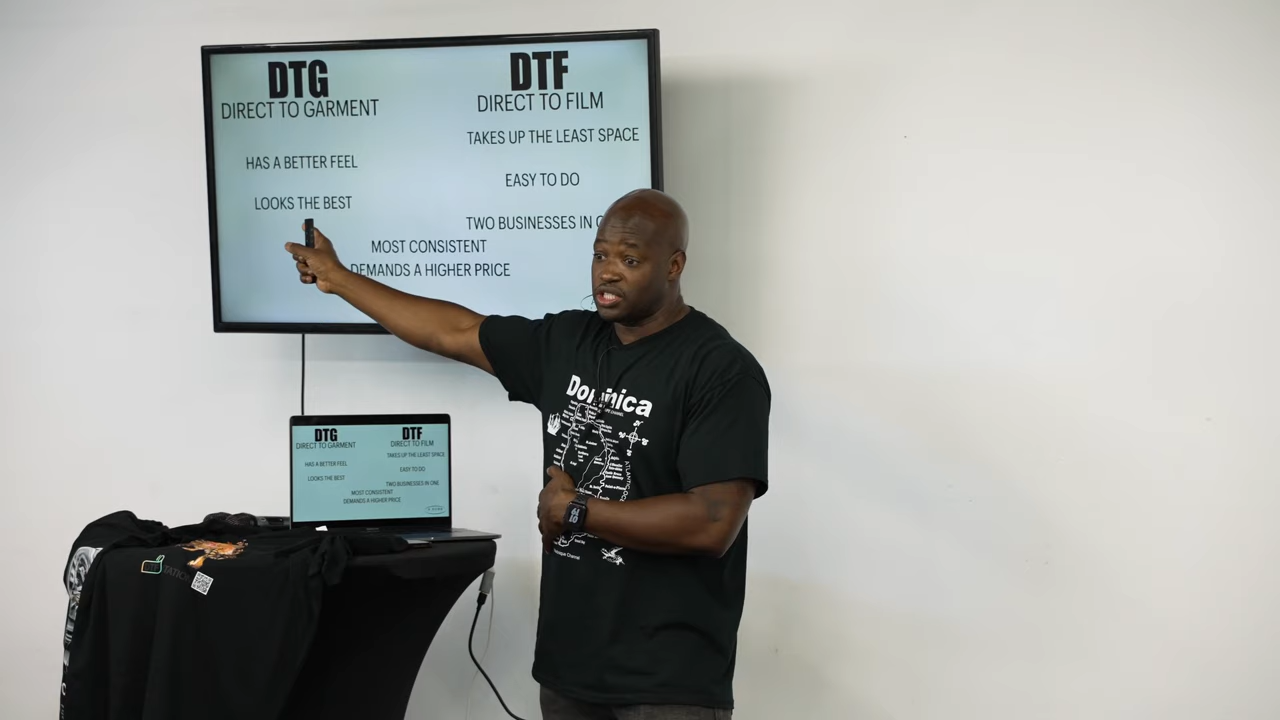 DTG
DIRECT TO GARMENT
HAS A BETTER FEEL
LOOKS THE BEST
DTF
DIRECT TO FILM
TAKES UP THE LEAST SPACE
EASY TO DO
TWO BUSINESSES IN
MOST CONSISTENT
DEMANDS A HIGHER PRICE
DTG
DIRECT TO GARMENT
HAS A BETTER FEEL
LOOKS THE BEST
DTF
DIRECT TO FILM
TAKES UP THE LEAST SPACE
EASY TO DO
TWO BUSINESSES IN ONE
MOST CONSISTENT
DEMANDS A HIGHER PRICE
Dominica
ATLANTIC
Channel